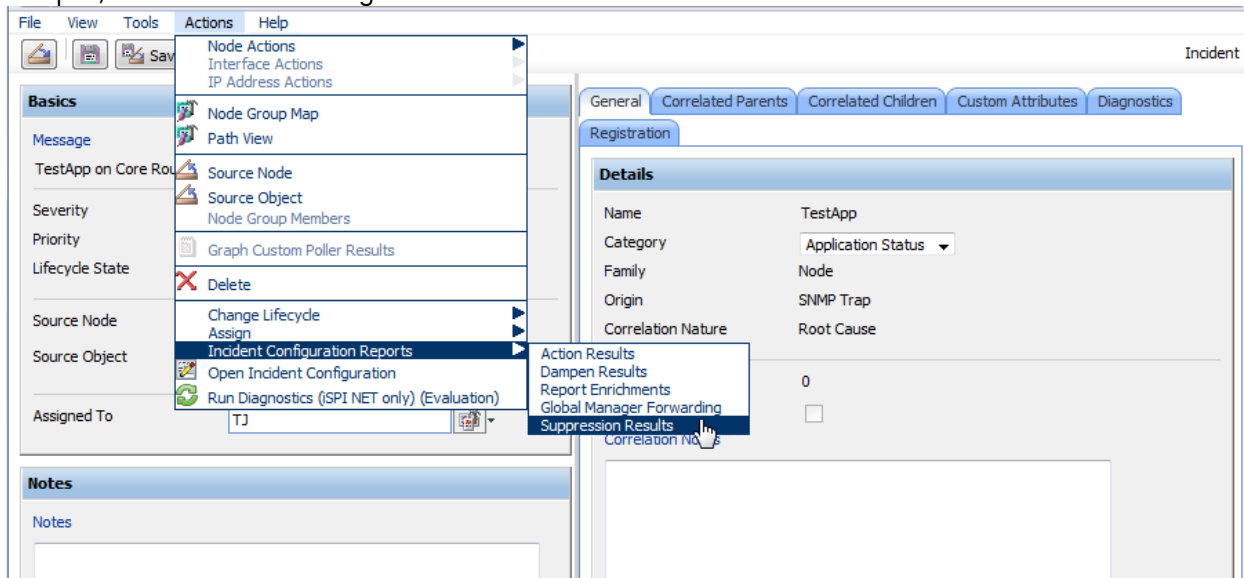 File View Tools Actions Help
Sav
Incident
Node Actions
Interface Actions
IP Address Actions
Node Group Map
Path View
Source Node
Source Object
Node Group Members
Graph Custom Poller Results
Delete
Change Lifecycle
Assign
Incident Configuration Reports
Open Incident Configuration
Run Diagnostics (iSPI NET only) (Evaluation)
Action Results
Dampen Results
Report Enrichments
Global Manager Forwarding
Suppression Results
Basics
Message
TestApp on Core Rou
Severity
Priority
Lifecycle State
Source Node
Source Object
Assigned To
TJ
Notes
Notes
General Correlated Parents Correlated Children Custom Attributes Diagnostics
Registration
Details
Name TestApp
Category Application Status
Family Node
Origin SNMP Trap
Correlation Nature Root Cause
0
Correlation